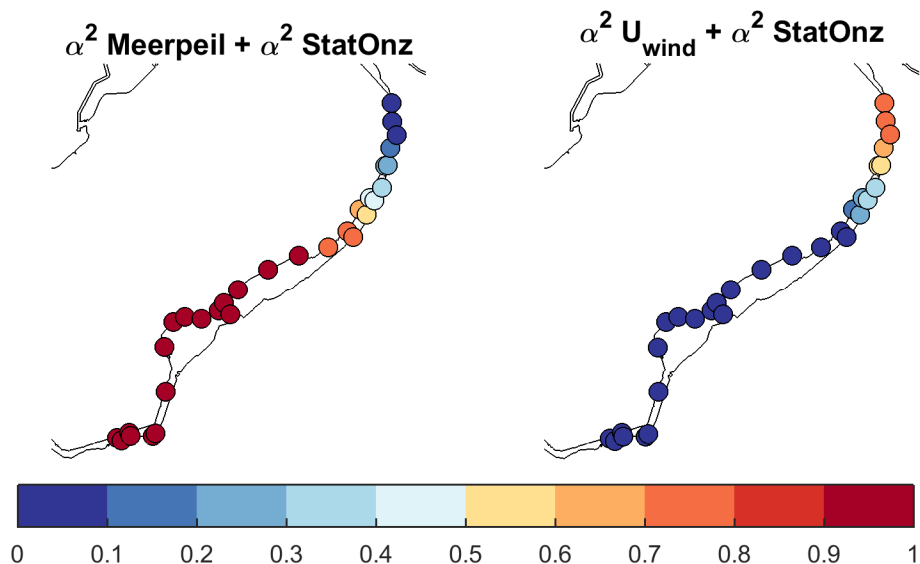 α² Meerpeil + α² StatOnz
α² U_wind + α² StatOnz
0 0.1 0.2 0.3 0.4 0.5 0.6 0.7 0.8 0.9 1